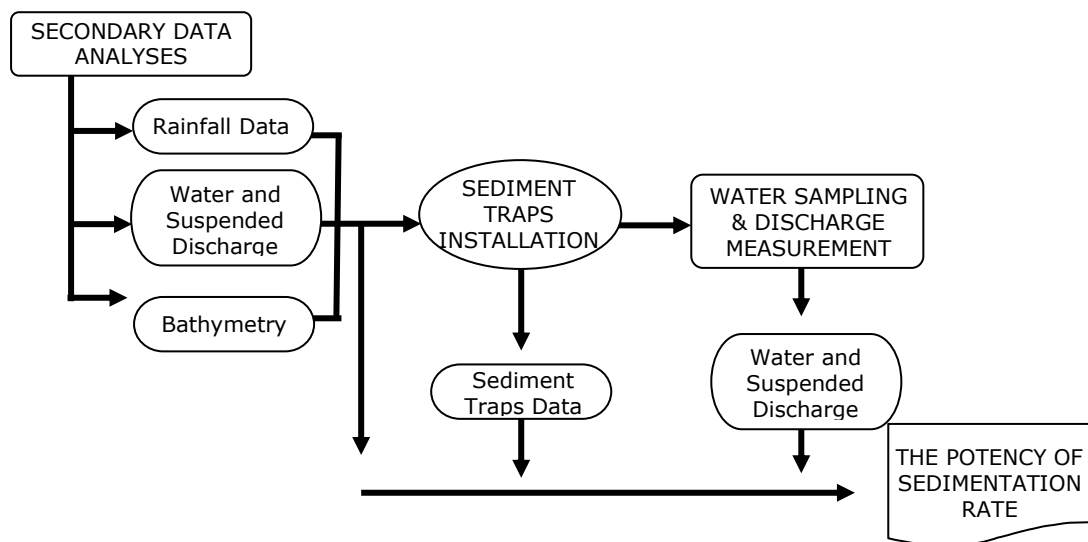 SECONDARY DATA
ANALYSES
Rainfall Data
Water and
Suspended
Discharge
Bathymetry
SEDIMENT
TRAPS
INSTALLATION
WATER SAMPLING
& DISCHARGE
MEASUREMENT
Sediment
Traps Data
Water and
Suspended
Discharge
THE POTENCY OF
SEDIMENTATION
RATE